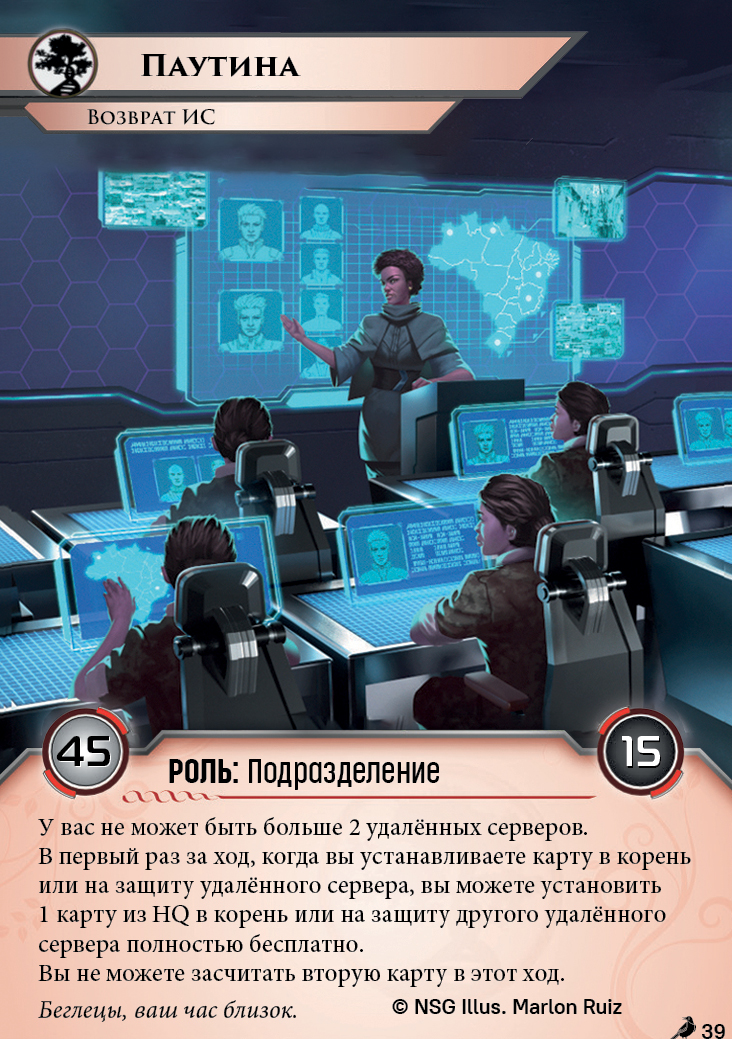 Паутина
Возврат ИС
45
15
РОЛЬ: Подразделение
У вас не может быть больше 2 удалённых серверов.
В первый раз за ход, когда вы устанавливаете карту в корень
или на защиту удалённого сервера, вы можете установить
1 карту из HQ в корень или на защиту другого удалённого
сервера полностью бесплатно.
Вы не можете засчитать вторую карту в этот ход.
Беглецы, ваш час близок.
© NSG Illus. Marlon Ruiz
39